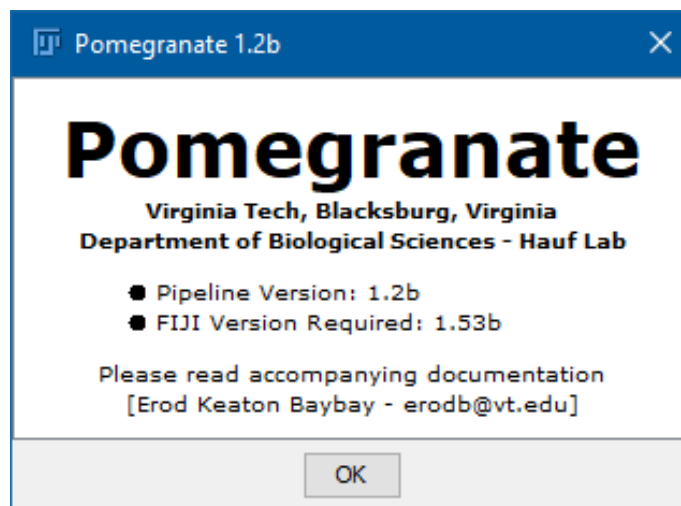 Pomegranate 1.2b
Pomegranate
Virginia Tech, Blacksburg, Virginia
Department of Biological Sciences - Hauf Lab
● Pipeline Version: 1.2b
● FIJI Version Required: 1.53b
Please read accompanying documentation
[Erod Keaton Baybay - erodb@vt.edu]
OK